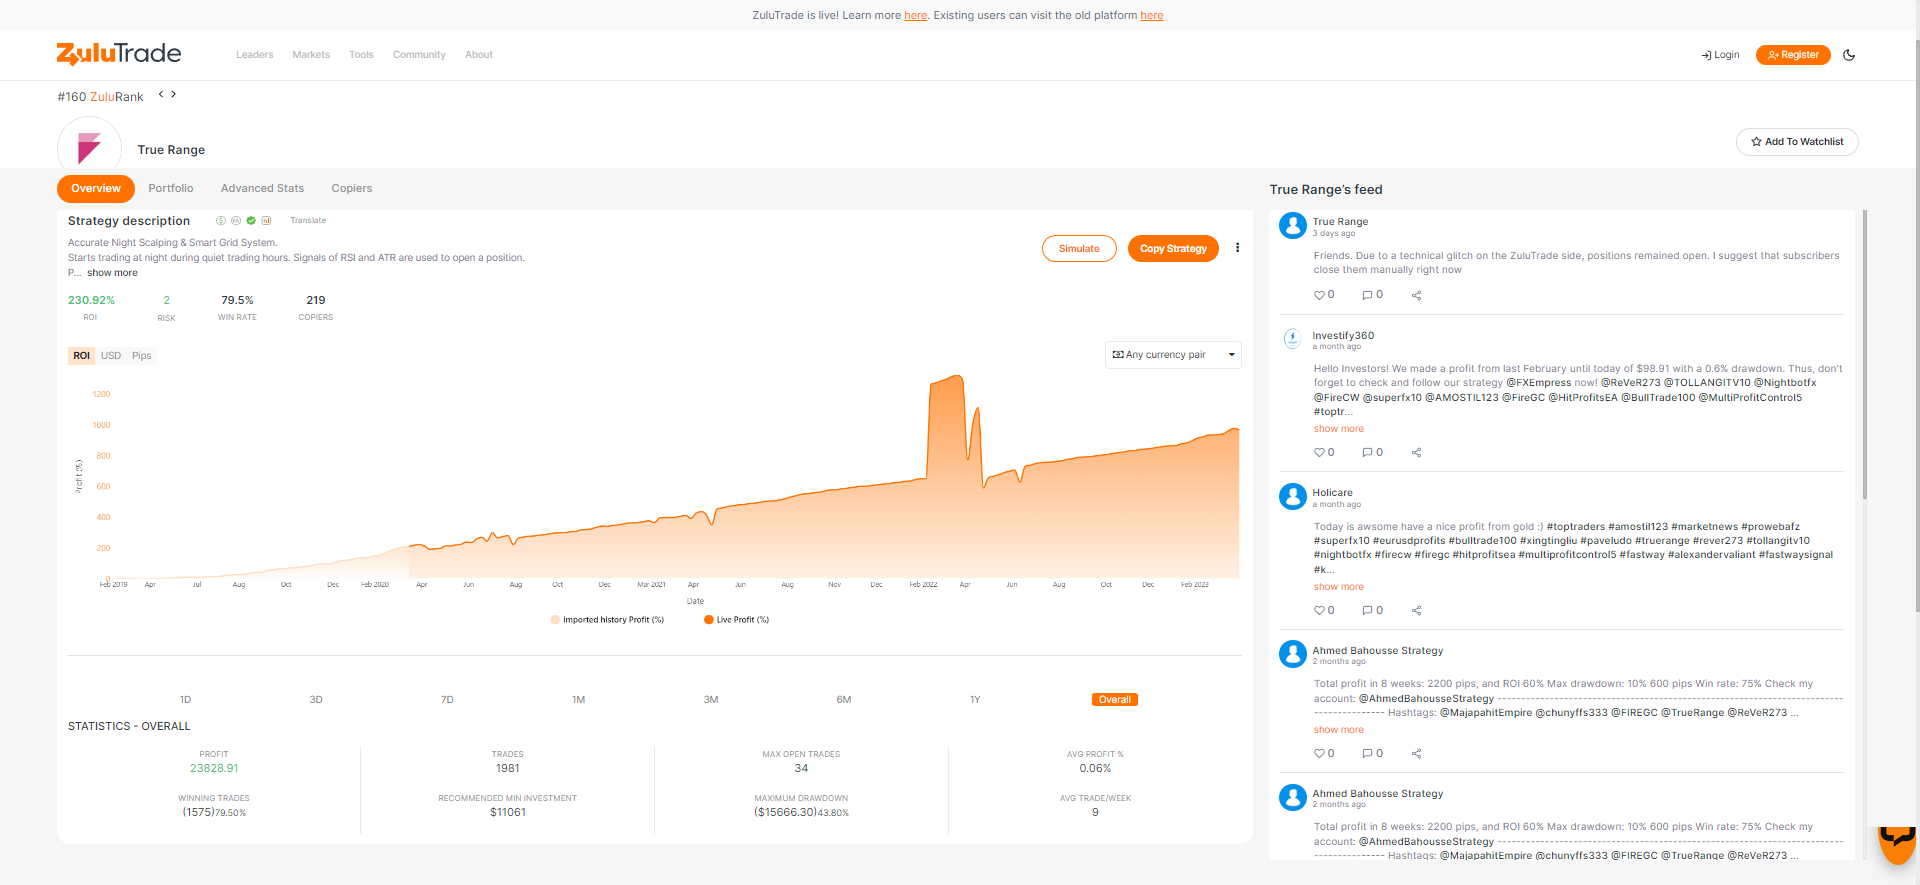 ZuluTrade is live! Learn more here. Existing users can visit the old platform here
ZuluTrade
Leaders
Markets
Tools
Community
About
Login
Register
#160 ZuluRank
True Range
Add To Watchlist
Overview
Portfolio
Advanced Stats
Copiers
Strategy description
Translate
Accurate Night Scalping & Smart Grid System.
Starts trading at night during quiet trading hours. Signals of RSI and ATR are used to open a position.
P... show more
Simulate
Copy Strategy
230.92%
ROI
2
RISK
79.5%
WIN RATE
219
COPIERS
ROI
USD
Pips
Any currency pair
1200
1000
800
600
400
200
0
Profit (%)
Feb 2019
Apr
Jul
Aug
Oct
Dec
Feb 2020
Apr
Jun
Aug
Oct
Dec
Mar 2021
Apr
Jun
Aug
Nov
Dec
Feb 2022
Apr
Jun
Aug
Oct
Dec
Feb 2023
Date
Imported history Profit (%)
Live Profit (%)
1D
3D
7D
1M
3M
6M
1Y
Overall
STATISTICS - OVERALL
PROFIT
23828.91
TRADES
1981
MAX OPEN TRADES
34
AVG PROFIT %
0.06%
WINNING TRADES
(1575)79.50%
RECOMMENDED MIN INVESTMENT
$11061
MAXIMUM DRAWDOWN
($15666.30)43.80%
AVG TRADE/WEEK
9
True Range's feed
True Range
3 days ago
Friends. Due to a technical glitch on the ZuluTrade side, positions remained open. I suggest that subscribers
close them manually right now
0
0
Investify360
a month ago
Hello Investors! We made a profit from last February until today of $98.91 with a 0.6% drawdown. Thus, don't
forget to check and follow our strategy @FXEmpress now! @ReVeR273 @TOLLANGITV10 @Nightbotfx
@FireCW @superfx10 @AMOSTIL123 @FireGC @HitProfitsEA @BullTrade100 @MultiProfitControl5
#toptr...
show more
0
0
Holicare
a month ago
Today is awsome have a nice profit from gold :) #toptraders #amostil123 #marketnews #prowebafz
#superfx10 #eurusdprofits #bulltrade100 #xingtingliu #paveludo #truerange #rever273 #tollangitv10
#nightbotfx #firecw #firegc #hitprofitsea #multiprofitcontrol5 #fastway #alexandervaliant #fastwaysignal
#k...
show more
0
0
Ahmed Bahousse Strategy
2 months ago
Total profit in 8 weeks: 2200 pips, and ROI 60% Max drawdown: 10% 600 pips Win rate: 75% Check my
account: @AhmedBahousseStrategy ----------------------------------------------------------------------
---------------- Hashtags: @MajapahitEmpire @chunyffs333 @FIREGC @TrueRange @ReVeR273 ...
show more
0
0
Ahmed Bahousse Strategy
2 months ago
Total profit in 8 weeks: 2200 pips, and ROI 60% Max drawdown: 10% 600 pips Win rate: 75% Check my
account: @AhmedBahousseStrategy ----------------------------------------------------------------------
---------------- Hashtags: @MajapahitEmpire @chunyffs333 @FIREGC @TrueRange @ReVeR273 ...